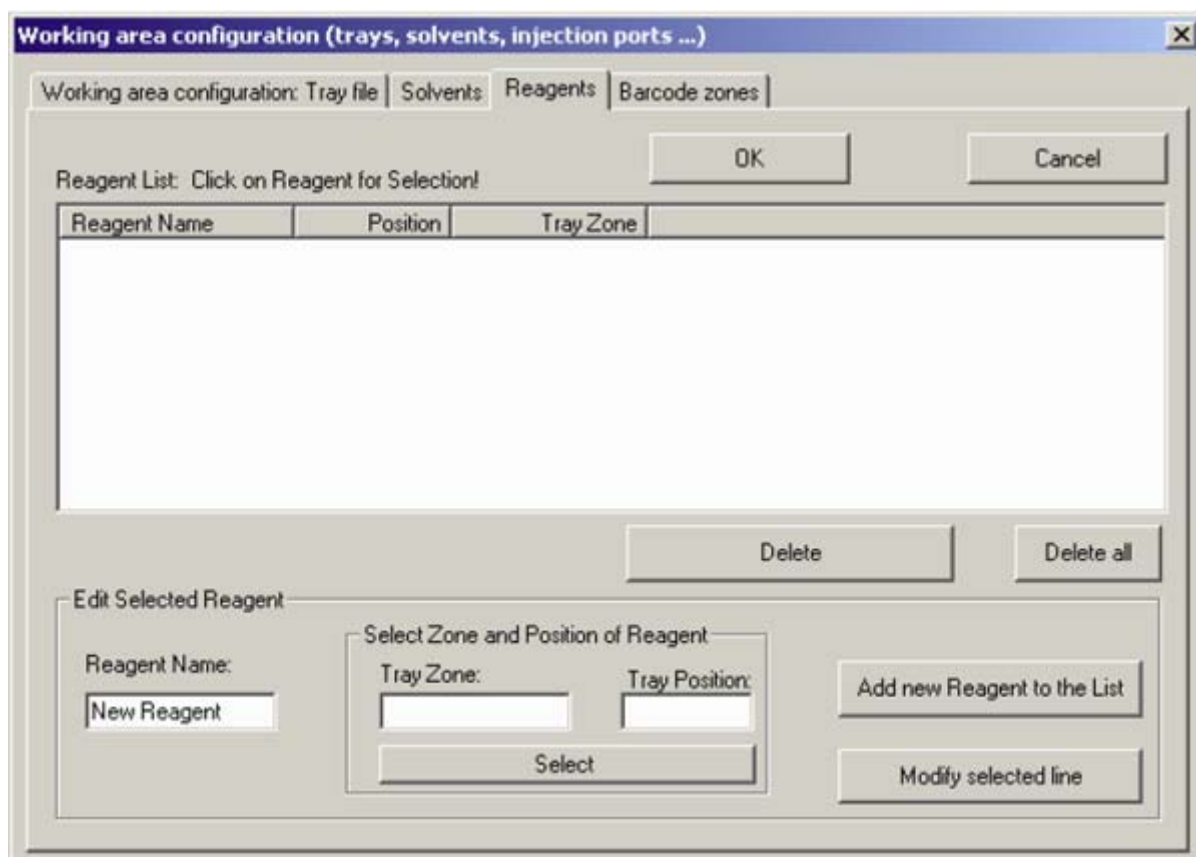 Working area configuration (trays, solvents, injection ports ...)
Working area configuration: Tray file Solvents Reagents Barcode zones
OK Cancel
Reagent List: Click on Reagent for Selection!
Reagent Name Position Tray Zone
Delete Delete all
Edit Selected Reagent
Select Zone and Position of Reagent
Reagent Name: Tray Zone: Tray Position:
Add new Reagent to the List
New Reagent
Select
Modify selected line